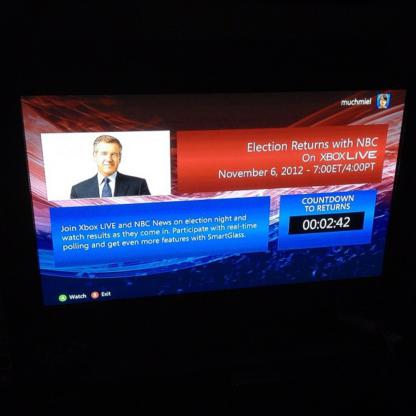 muchmiel
Election Returns with NBC
On XBOX LIVE
November 6, 2012 - 7:00ET/4:00PT
Join Xbox LIVE and NBC News on election night and
watch results as they come in. Participate with real-time
polling and get even more features with SmartGlass.
COUNTDOWN
TO RETURNS
00:02:42
A Watch B Exit